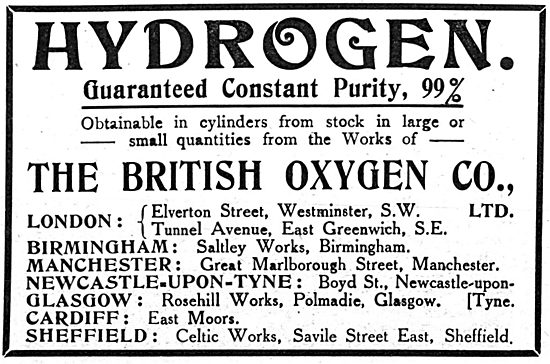 HYDROGEN.
Guaranteed Constant Purity, 99%
Obtainable in cylinders from stock in large or
small quantities from the Works of
THE BRITISH OXYGEN CO.,
LTD.
LONDON: { Elverton Street, Westminster, S.W.
Tunnel Avenue, East Greenwich, S.E.
BIRMINGHAM: Saltley Works, Birmingham.
MANCHESTER: Great Marlborough Street, Manchester.
NEWCASTLE-UPON-TYNE: Boyd St., Newcastle-upon-
GLASGOW: Rosehill Works, Polmadie, Glasgow. [Tyne.
CARDIFF: East Moors.
SHEFFIELD: Celtic Works, Savile Street East, Sheffield.